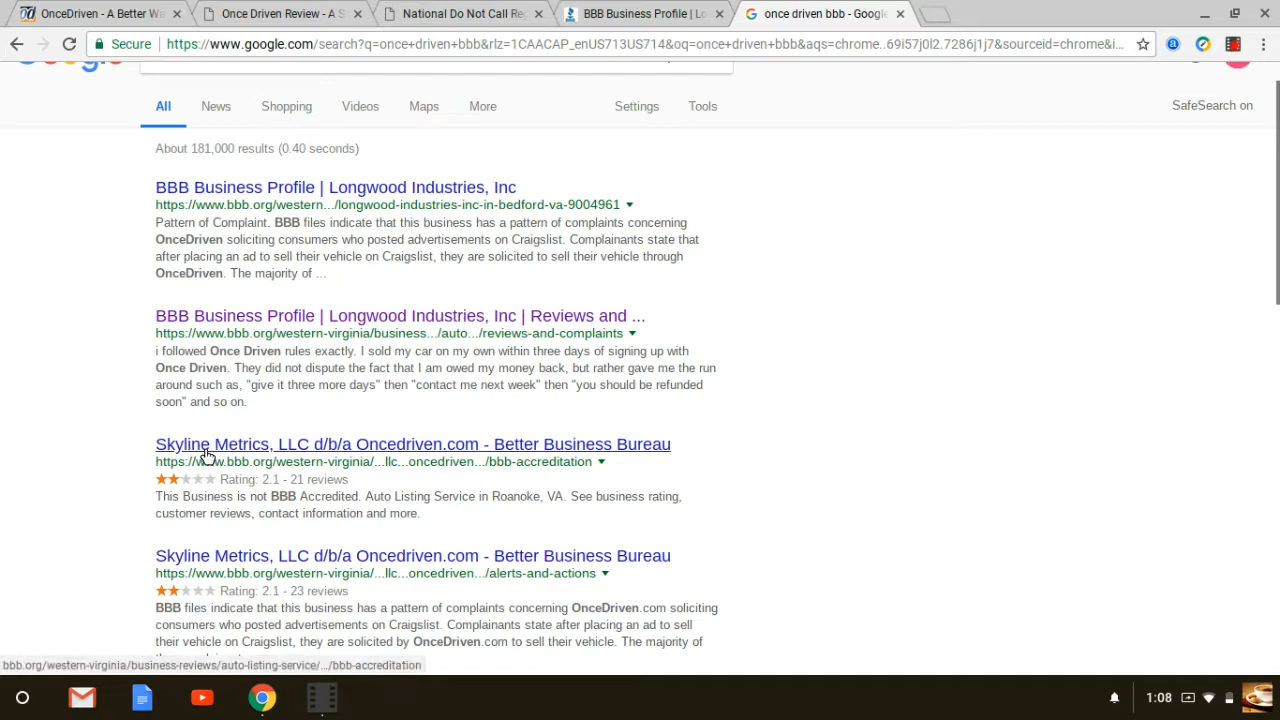 OnceDriven - A Better Wa
Once Driven Review - A S
National Do Not Call Reg
BBB Business Profile | Lo
once driven bbb - Google
Secure
https://www.google.com/search?q=once+driven+bbb&rlz=1CAACAP_enUS713US714&oq=once+driven+bbb&aqs=chrome..69i57j0l2.7286j1j7&sourceid=chrome&i...
All
News
Shopping
Videos
Maps
More
Settings
Tools
SafeSearch on
About 181,000 results (0.40 seconds)
BBB Business Profile | Longwood Industries, Inc
https://www.bbb.org/western.../longwood-industries-inc-in-bedford-va-9004961
Pattern of Complaint. BBB files indicate that this business has a pattern of complaints concerning
OnceDriven soliciting consumers who posted advertisements on Craigslist. Complainants state that
after placing an ad to sell their vehicle on Craigslist, they are solicited to sell their vehicle through
OnceDriven. The majority of ...
BBB Business Profile | Longwood Industries, Inc | Reviews and ...
https://www.bbb.org/western-virginia/business.../auto.../reviews-and-complaints
i followed Once Driven rules exactly. I sold my car on my own within three days of signing up with
Once Driven. They did not dispute the fact that I am owed my money back, but rather gave me the run
around such as, "give it three more days" then "contact me next week" then "you should be refunded
soon" and so on.
Skyline Metrics, LLC d/b/a Oncedriven.com - Better Business Bureau
https://www.bbb.org/western-virginia/...llc...oncedriven.../bbb-accreditation
Rating: 2.1 - 21 reviews
This Business is not BBB Accredited. Auto Listing Service in Roanoke, VA. See business rating,
customer reviews, contact information and more.
Skyline Metrics, LLC d/b/a Oncedriven.com - Better Business Bureau
https://www.bbb.org/western-virginia/...llc...oncedriven.../alerts-and-actions
Rating: 2.1 - 23 reviews
BBB files indicate that this business has a pattern of complaints concerning OnceDriven.com soliciting
consumers who posted advertisements on Craigslist. Complainants state after placing an ad to sell
their vehicle on Craigslist, they are solicited by OnceDriven.com to sell their vehicle. The majority of
bbb.org/western-virginia/business-reviews/auto-listing-service/.../bbb-accreditation
1:08